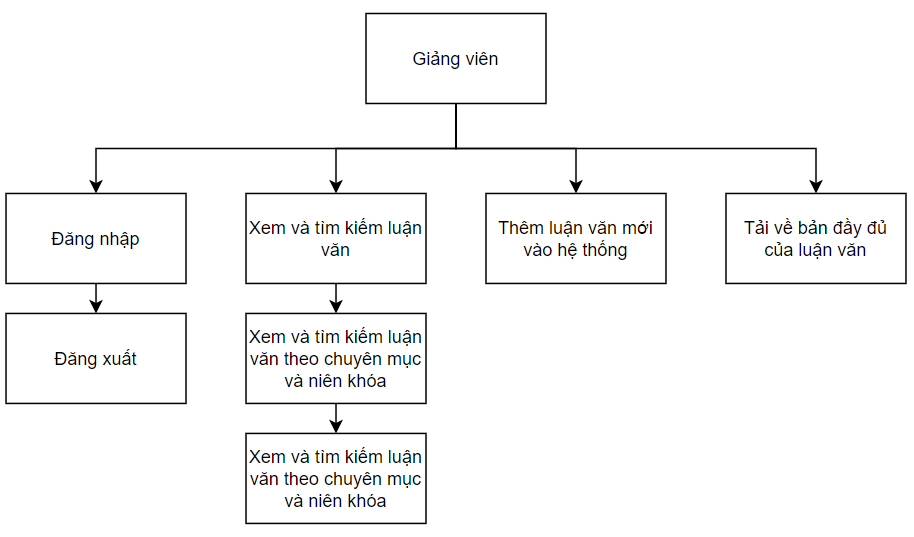 Giảng viên
Đăng nhập
Xem và tìm kiếm luận
văn
Thêm luận văn mới
vào hệ thống
Tải về bản đầy đủ
của luận văn
Đăng xuất
Xem và tìm kiếm luận
văn theo chuyên mục
và niên khóa
Xem và tìm kiếm luận
văn theo chuyên mục
và niên khóa